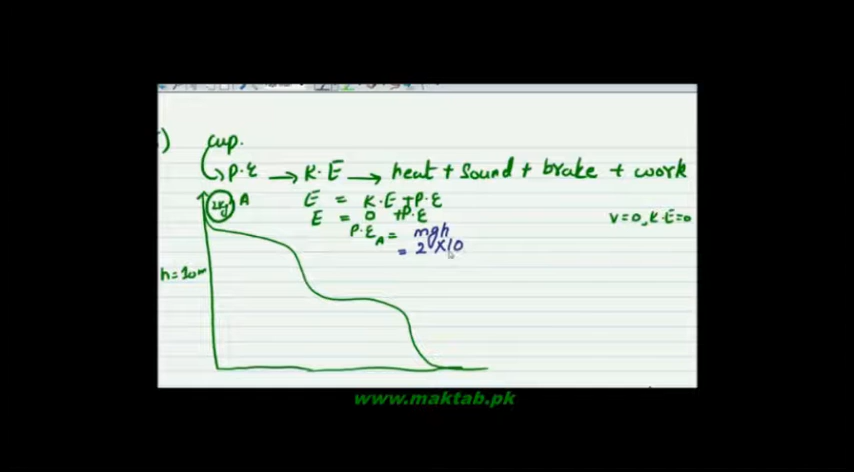 cup.
P.E → K.E → heat + sound + brake + work
2kg A
E = K.E + P.E
E = 0 + P.E
V=0, K.E=0
P.E_A = mgh
= 2×10
h=10m
www.maktab.pk